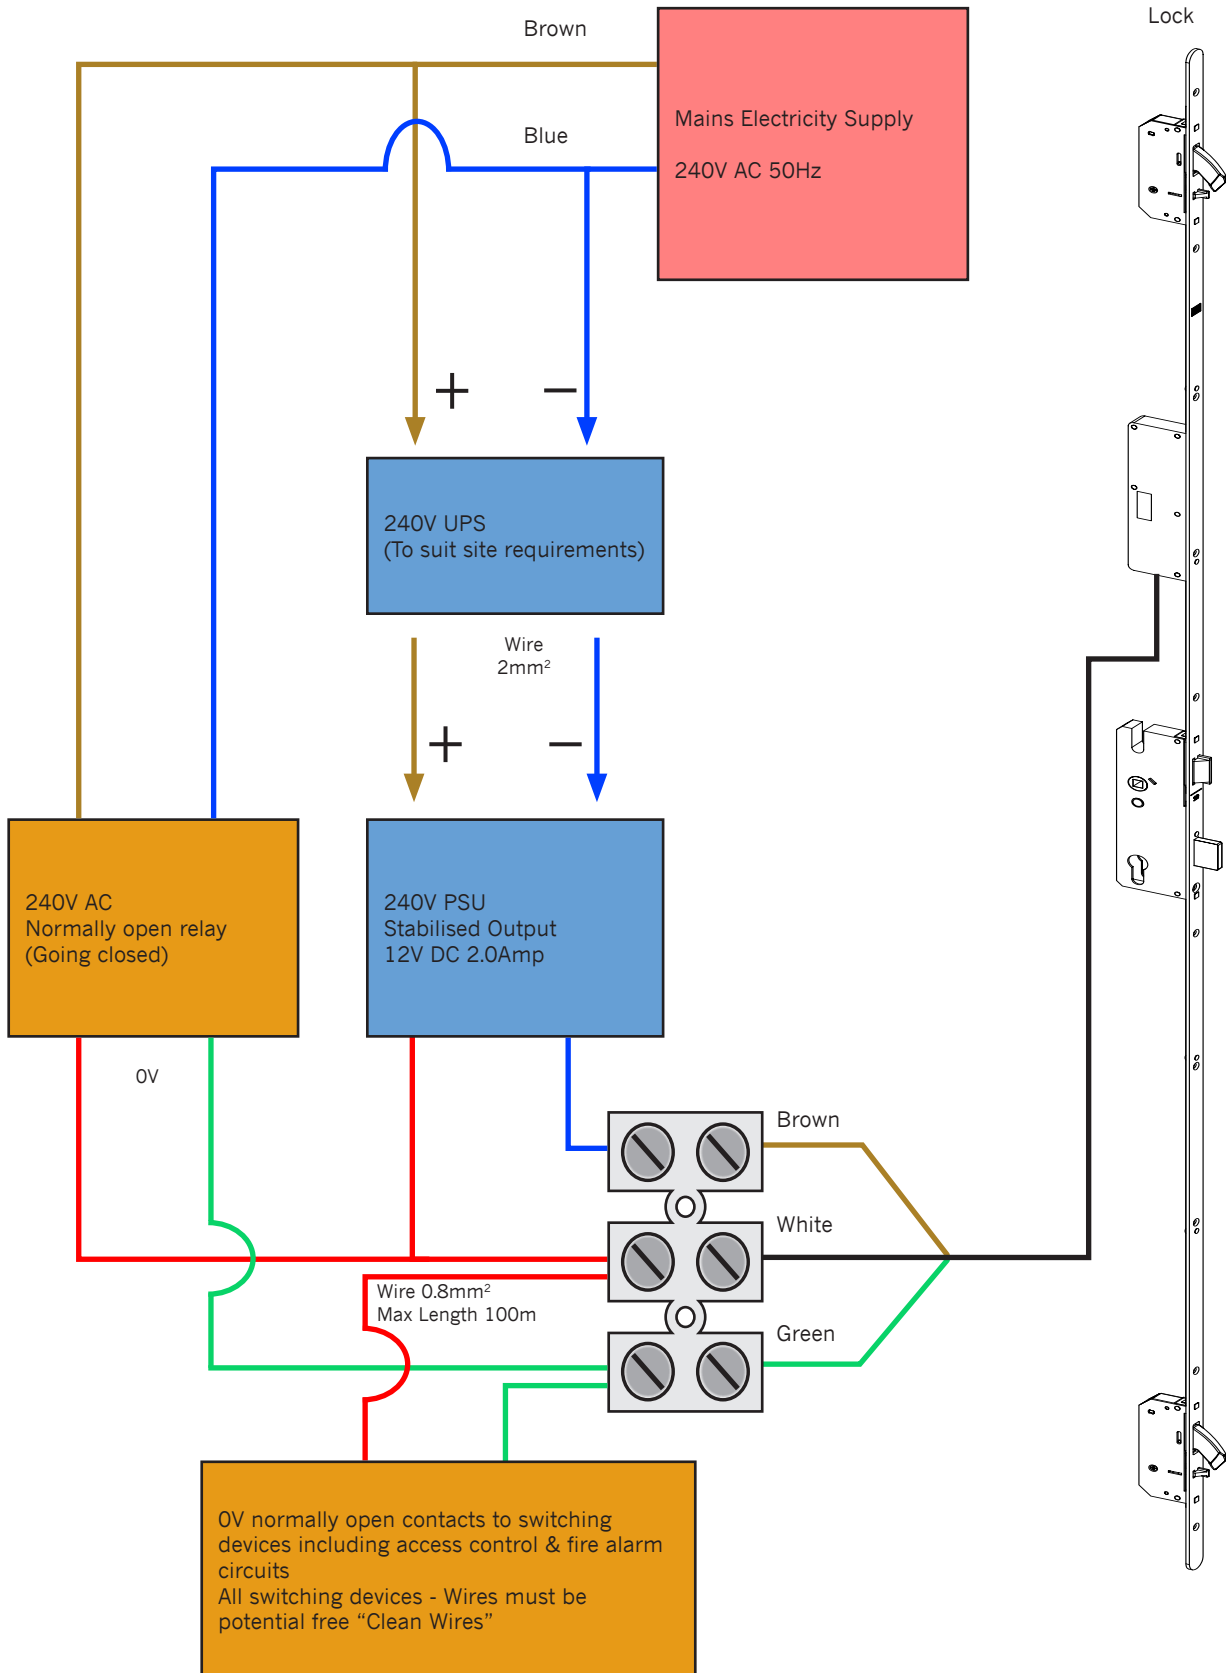 Lock
Brown
Mains Electricity Supply
Blue
240V AC 50Hz
+
−
240V UPS
(To suit site requirements)
Wire
2mm²
+
−
240V AC
Normally open relay
(Going closed)
240V PSU
Stabilised Output
12V DC 2.0Amp
0V
Brown
White
Wire 0.8mm²
Max Length 100m
Green
0V normally open contacts to switching
devices including access control & fire alarm
circuits
All switching devices - Wires must be
potential free “Clean Wires”